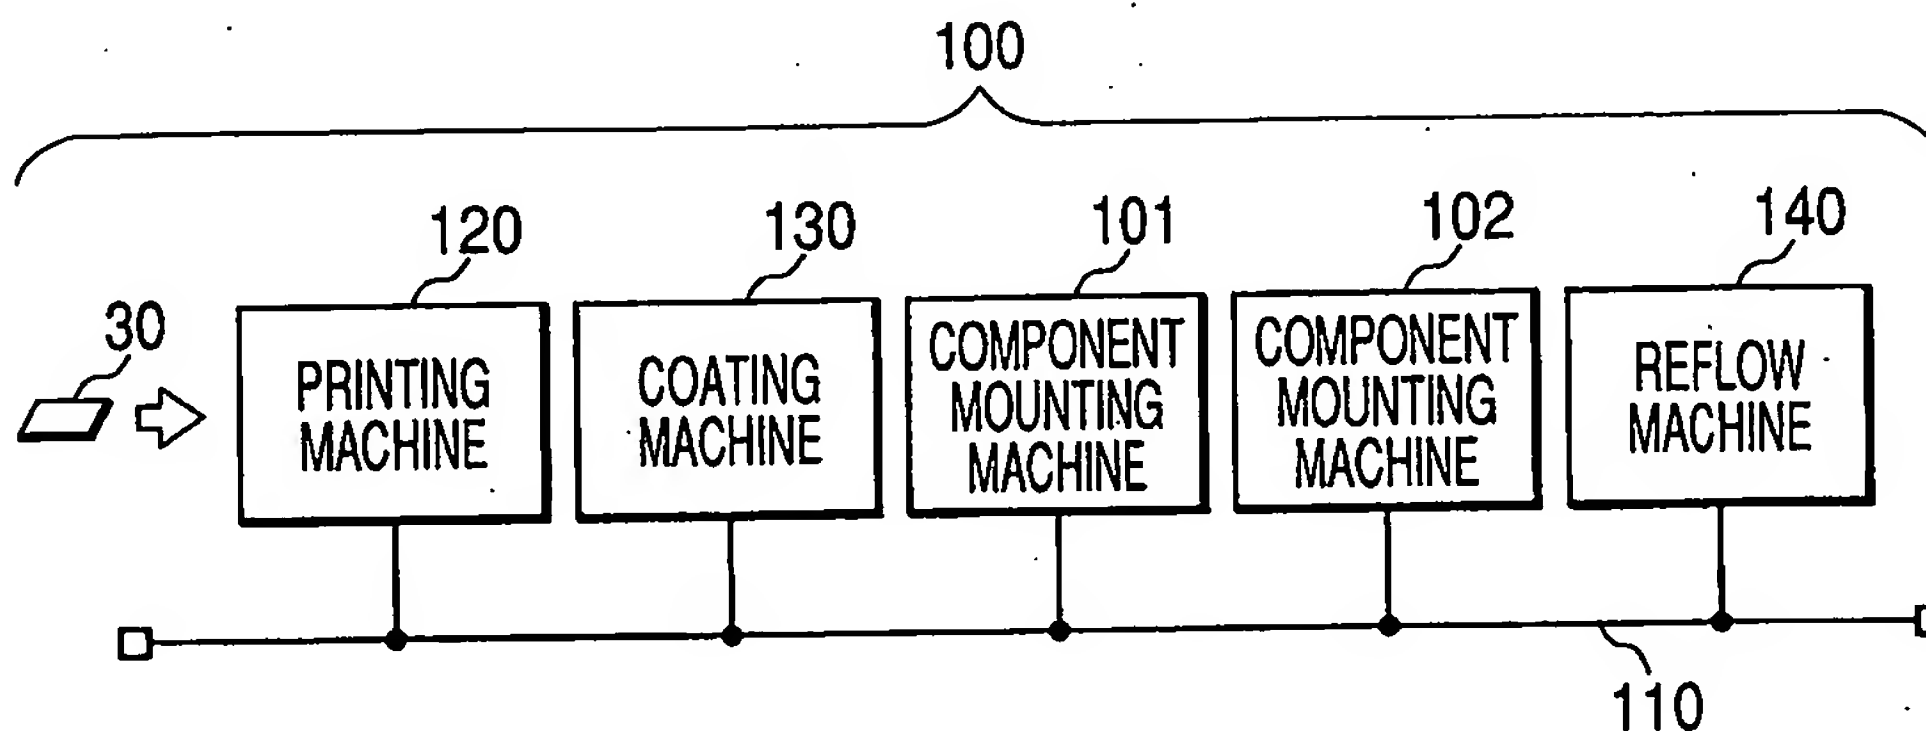 100
120
130
101
102
140
30
PRINTING
MACHINE
COATING
MACHINE
COMPONENT
MOUNTING
MACHINE
COMPONENT
MOUNTING
MACHINE
REFLOW
MACHINE
110